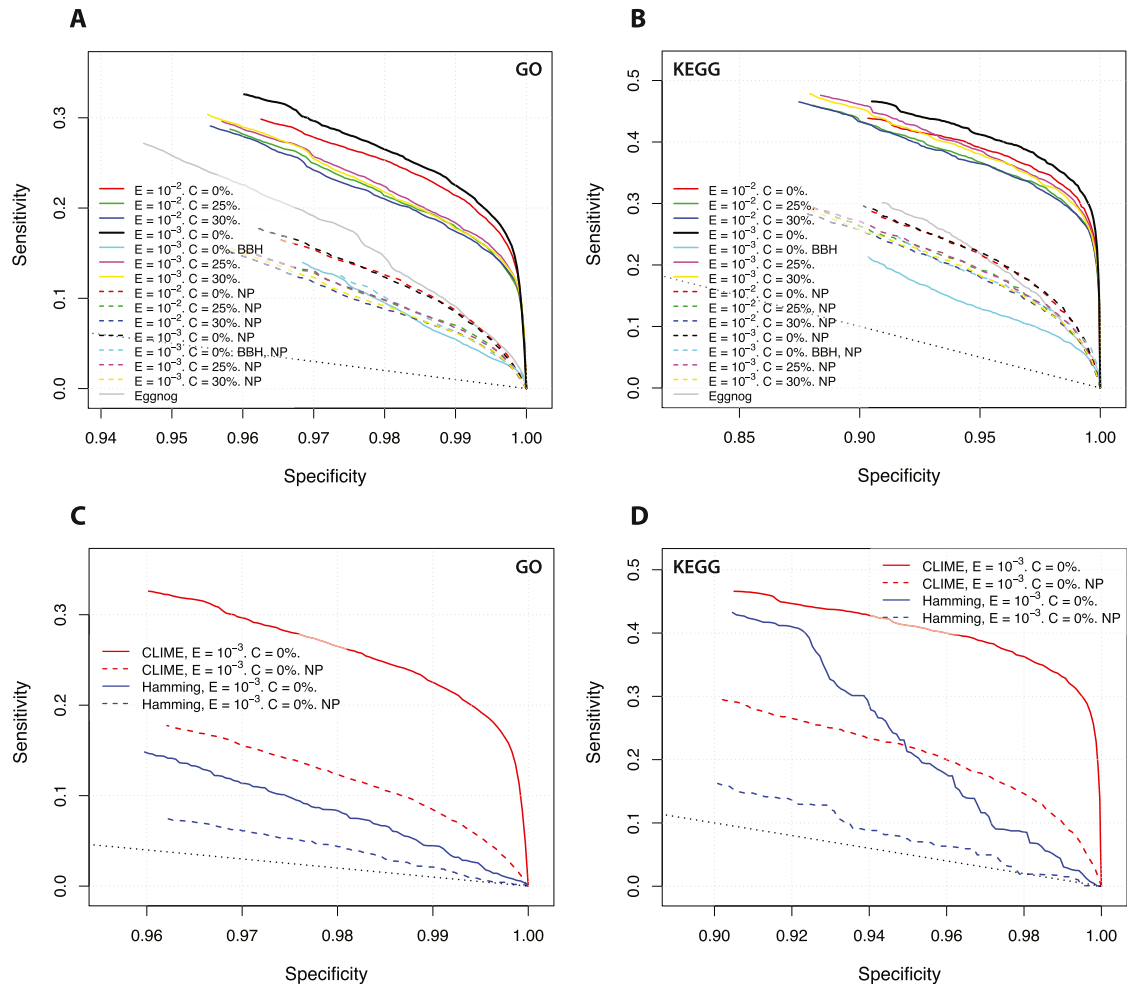 A
GO
Sensitivity
0.0
0.1
0.2
0.3
E = 10⁻². C = 0%.
E = 10⁻². C = 25%.
E = 10⁻². C = 30%.
E = 10⁻³. C = 0%.
E = 10⁻³. C = 0%. BBH
E = 10⁻³. C = 25%.
E = 10⁻³. C = 30%.
E = 10⁻². C = 0%. NP
E = 10⁻². C = 25%. NP
E = 10⁻². C = 30%. NP
E = 10⁻³. C = 0%. NP
E = 10⁻³. C = 0%: BBH, NP
E = 10⁻³. C = 25%. NP
E = 10⁻³. C = 30%. NP
Eggnog
0.94 0.95 0.96 0.97 0.98 0.99 1.00
Specificity
B
KEGG
Sensitivity
0.0
0.1
0.2
0.3
0.4
0.5
E = 10⁻². C = 0%.
E = 10⁻². C = 25%.
E = 10⁻². C = 30%.
E = 10⁻³. C = 0%.
E = 10⁻³. C = 0%. BBH
E = 10⁻³. C = 25%.
E = 10⁻³. C = 30%.
E = 10⁻². C = 0%. NP
E = 10⁻². C = 25%. NP
E = 10⁻². C = 30%. NP
E = 10⁻³. C = 0%. NP
E = 10⁻³. C = 0%. BBH, NP
E = 10⁻³. C = 25%. NP
E = 10⁻³. C = 30%. NP
Eggnog
0.85 0.90 0.95 1.00
Specificity
C
GO
Sensitivity
0.0
0.1
0.2
0.3
CLIME, E = 10⁻³. C = 0%.
CLIME, E = 10⁻³. C = 0%. NP
Hamming, E = 10⁻³. C = 0%.
Hamming, E = 10⁻³. C = 0%. NP
0.96 0.97 0.98 0.99 1.00
Specificity
D
KEGG
Sensitivity
0.0
0.1
0.2
0.3
0.4
0.5
CLIME, E = 10⁻³. C = 0%.
CLIME, E = 10⁻³. C = 0%. NP
Hamming, E = 10⁻³. C = 0%.
Hamming, E = 10⁻³. C = 0%. NP
0.90 0.92 0.94 0.96 0.98 1.00
Specificity